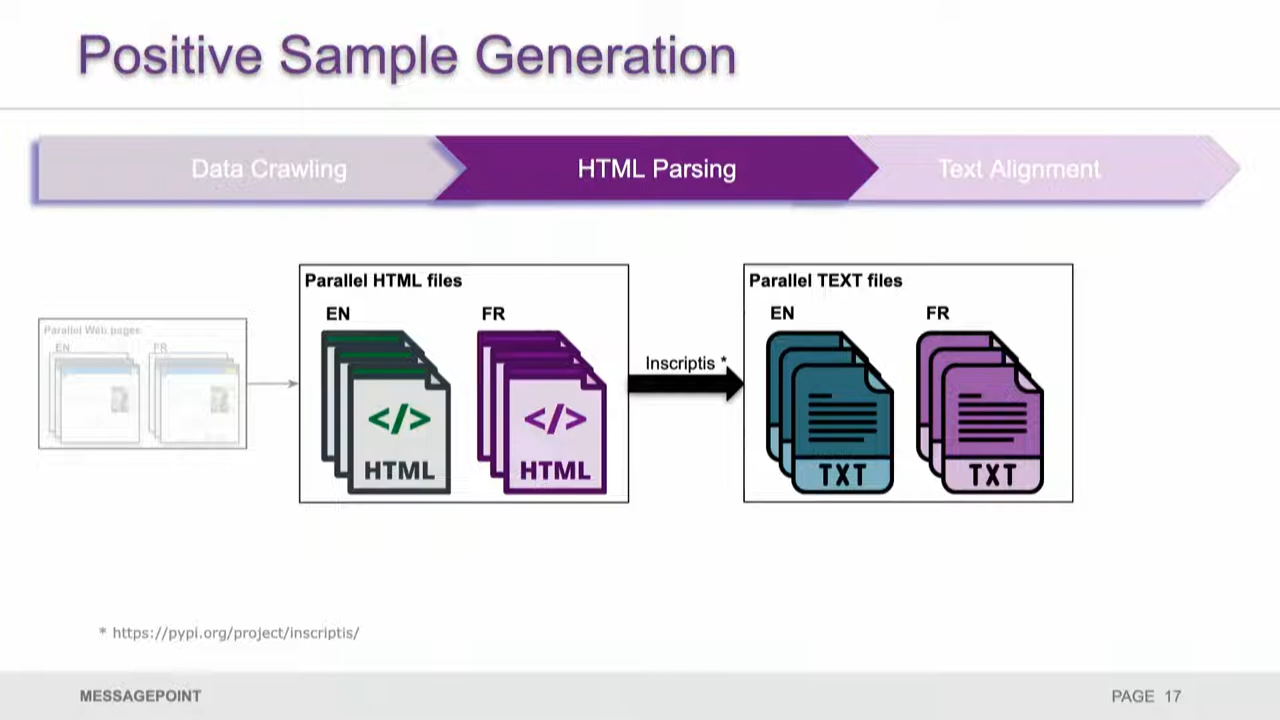 Positive Sample Generation
Data Crawling
HTML Parsing
Text Alignment
Parallel Web pages
EN
FR
Parallel HTML files
EN
FR
</>
HTML
</>
HTML
Inscriptis *
Parallel TEXT files
EN
FR
TXT
TXT
* https://pypi.org/project/inscriptis/
MESSAGEPOINT
PAGE 17